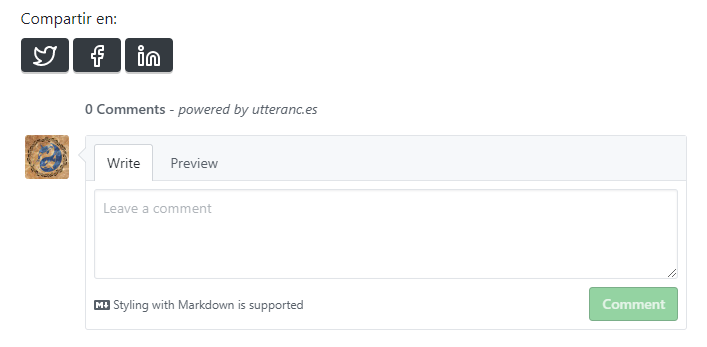 Compartir en:
0 Comments - powered by utteranc.es
Write Preview
Leave a comment
Styling with Markdown is supported
Comment